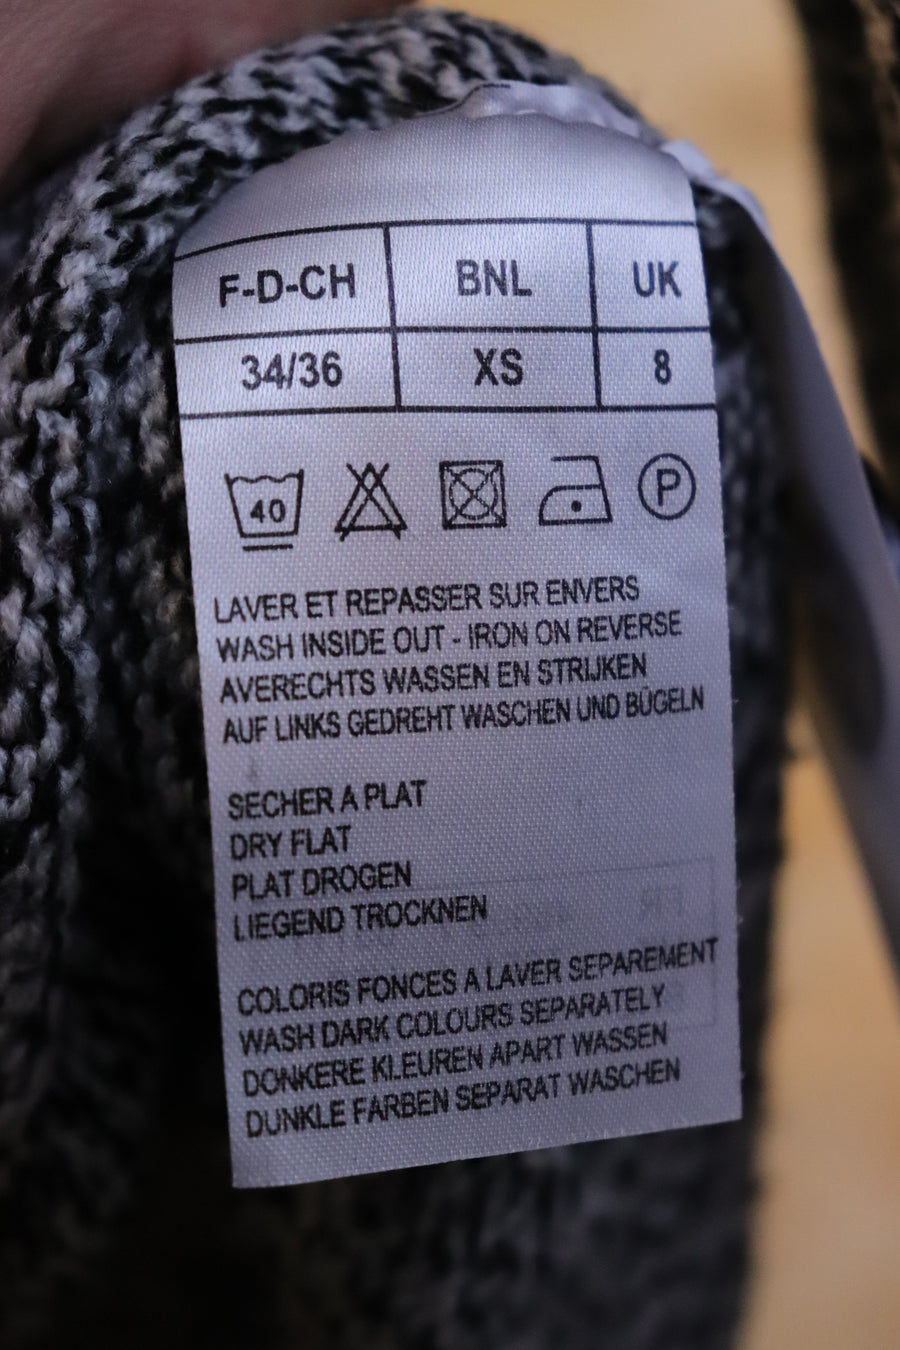 F-D-CH BNL UK
34/36 XS 8
40 P
LAVER ET REPASSER SUR ENVERS
WASH INSIDE OUT - IRON ON REVERSE
AVERECHTS WASSEN EN STRIJKEN
AUF LINKS GEDREHT WASCHEN UND BÜGELN
SECHER A PLAT
DRY FLAT
PLAT DROGEN
LIEGEND TROCKNEN
COLORIS FONCES A LAVER SEPAREMENT
WASH DARK COLOURS SEPARATELY
DONKERE KLEUREN APART WASSEN
DUNKLE FARBEN SEPARAT WASCHEN